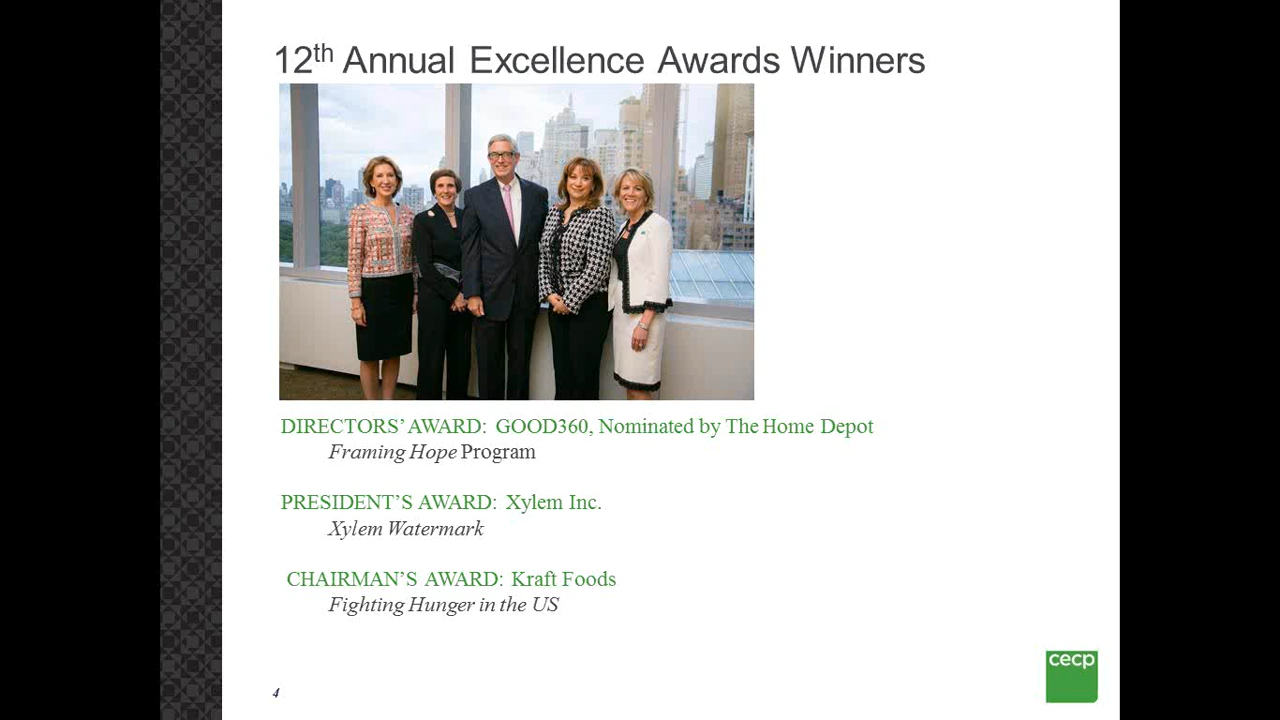 12th Annual Excellence Awards Winners
DIRECTORS’ AWARD: GOOD360, Nominated by The Home Depot
Framing Hope Program
PRESIDENT’S AWARD: Xylem Inc.
Xylem Watermark
CHAIRMAN’S AWARD: Kraft Foods
Fighting Hunger in the US
cecp
4